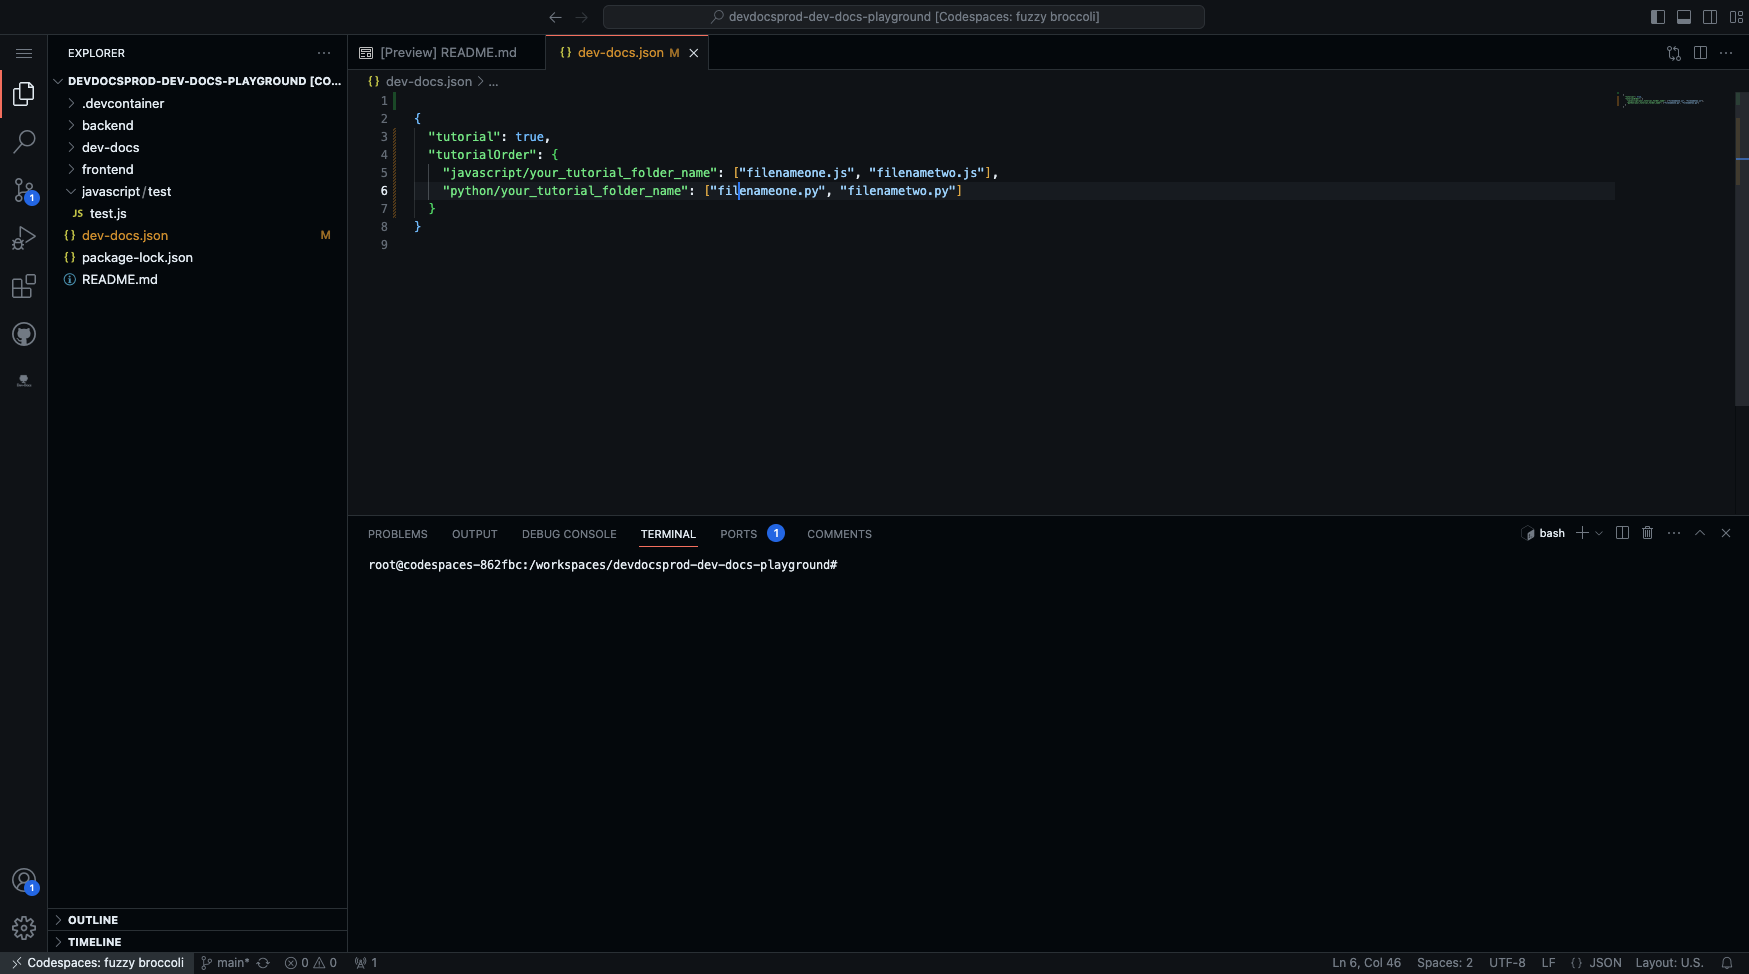 devdocsprod-dev-docs-playground [Codespaces: fuzzy broccoli]
EXPLORER
DEVDOCSPROD-DEV-DOCS-PLAYGROUND [CO...
.devcontainer
backend
dev-docs
frontend
javascript/test
JS test.js
{} dev-docs.json M
{} package-lock.json
README.md
OUTLINE
TIMELINE
1
1
[Preview] README.md
{} dev-docs.json M
{} dev-docs.json > ...
1
2 {
3 "tutorial": true,
4 "tutorialOrder": {
5 "javascript/your_tutorial_folder_name": ["filenameone.js", "filenametwo.js"],
6 "python/your_tutorial_folder_name": ["filenameone.py", "filenametwo.py"]
7 }
8 }
9
PROBLEMS OUTPUT DEBUG CONSOLE TERMINAL PORTS 1 COMMENTS
bash
root@codespaces-862fbc:/workspaces/devdocsprod-dev-docs-playground#
Codespaces: fuzzy broccoli main* 0 0 1
Ln 6, Col 46 Spaces: 2 UTF-8 LF {} JSON Layout: U.S.